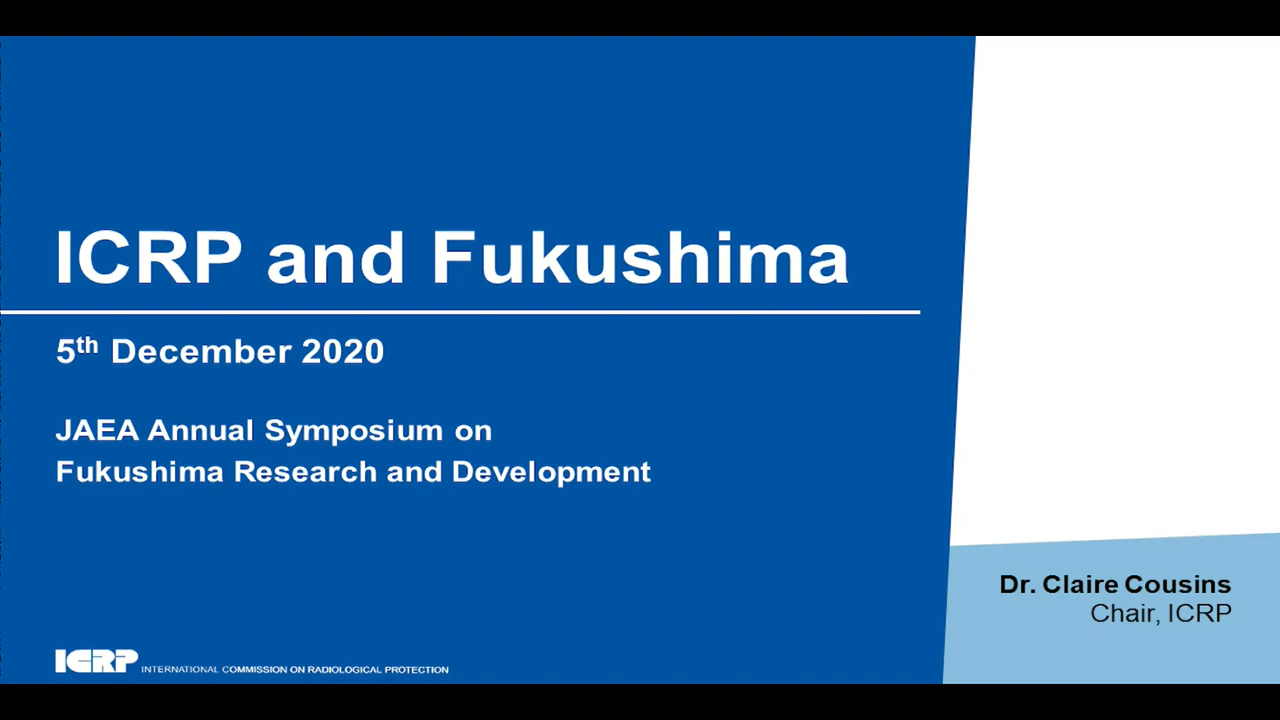 ICRP and Fukushima
5th December 2020
JAEA Annual Symposium on
Fukushima Research and Development
Dr. Claire Cousins
Chair, ICRP
ICRP INTERNATIONAL COMMISSION ON RADIOLOGICAL PROTECTION